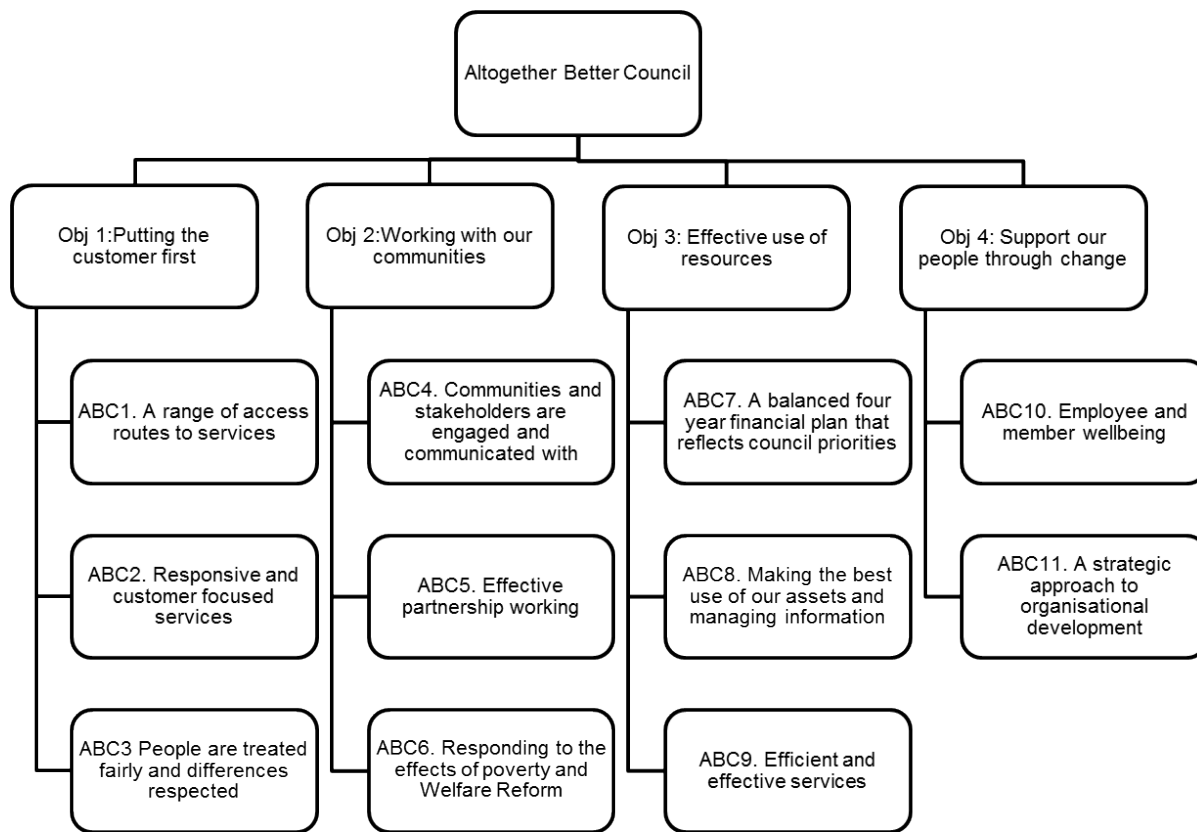 Altogether Better Council
Obj 1:Putting the
customer first
Obj 2:Working with our
communities
Obj 3: Effective use of
resources
Obj 4: Support our
people through change
ABC1. A range of access
routes to services
ABC4. Communities and
stakeholders are
engaged and
communicated with
ABC7. A balanced four
year financial plan that
reflects council priorities
ABC10. Employee and
member wellbeing
ABC2. Responsive and
customer focused
services
ABC5. Effective
partnership working
ABC8. Making the best
use of our assets and
managing information
ABC11. A strategic
approach to
organisational
development
ABC3 People are treated
fairly and differences
respected
ABC6. Responding to the
effects of poverty and
Welfare Reform
ABC9. Efficient and
effective services